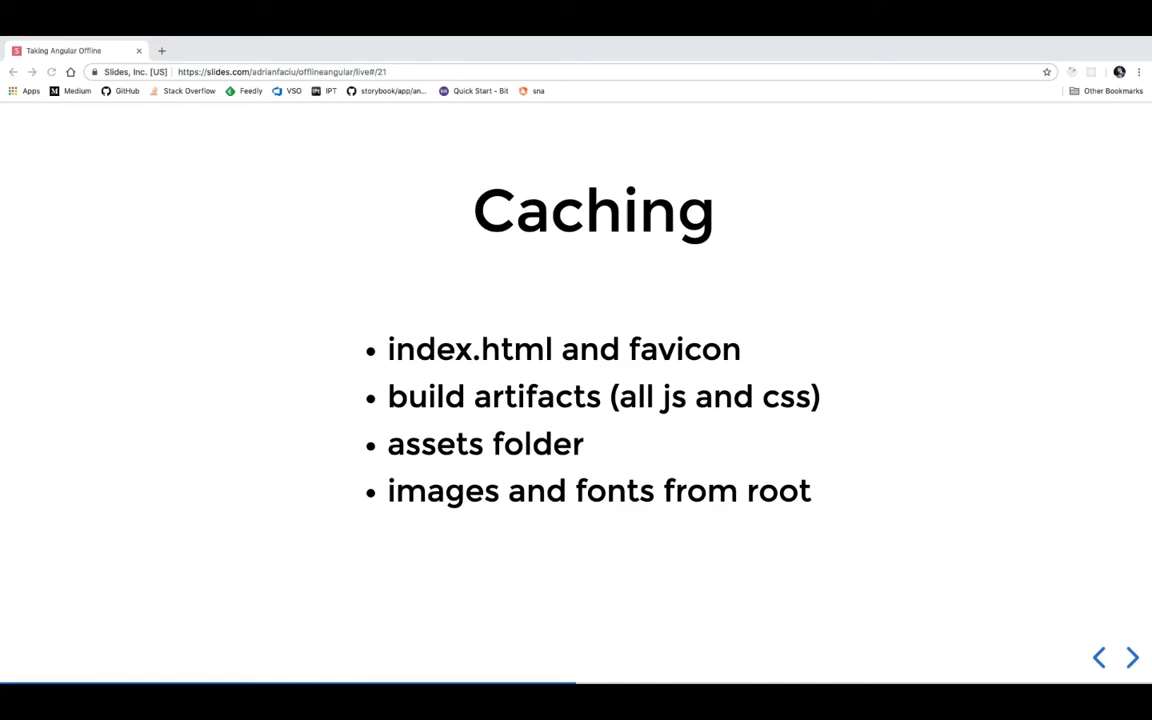 Taking Angular Offline
Slides, Inc. [US] https://slides.com/adrianfaciu/offlineangular/live#/21
Apps Medium GitHub Stack Overflow Feedly VSO IPT storybook/app/an... Quick Start - Bit sna Other Bookmarks
Caching
• index.html and favicon
• build artifacts (all js and css)
• assets folder
• images and fonts from root